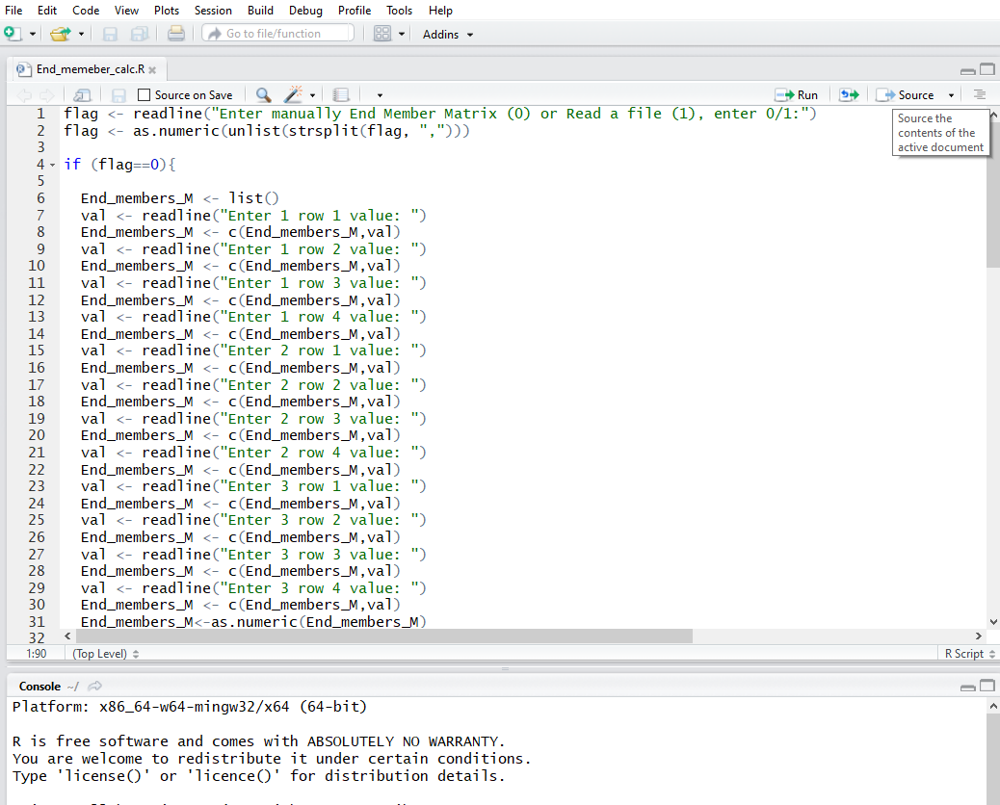 File Edit Code View Plots Session Build Debug Profile Tools Help
Go to file/function Addins
End_memeber_calc.R
Source on Save Run Source
1 flag <- readline("Enter manually End Member Matrix (0) or Read a file (1), enter 0/1:")
2 flag <- as.numeric(unlist(strsplit(flag, ",")))
3
4 if (flag==0){
5
6 End_members_M <- list()
7 val <- readline("Enter 1 row 1 value: ")
8 End_members_M <- c(End_members_M,val)
9 val <- readline("Enter 1 row 2 value: ")
10 End_members_M <- c(End_members_M,val)
11 val <- readline("Enter 1 row 3 value: ")
12 End_members_M <- c(End_members_M,val)
13 val <- readline("Enter 1 row 4 value: ")
14 End_members_M <- c(End_members_M,val)
15 val <- readline("Enter 2 row 1 value: ")
16 End_members_M <- c(End_members_M,val)
17 val <- readline("Enter 2 row 2 value: ")
18 End_members_M <- c(End_members_M,val)
19 val <- readline("Enter 2 row 3 value: ")
20 End_members_M <- c(End_members_M,val)
21 val <- readline("Enter 2 row 4 value: ")
22 End_members_M <- c(End_members_M,val)
23 val <- readline("Enter 3 row 1 value: ")
24 End_members_M <- c(End_members_M,val)
25 val <- readline("Enter 3 row 2 value: ")
26 End_members_M <- c(End_members_M,val)
27 val <- readline("Enter 3 row 3 value: ")
28 End_members_M <- c(End_members_M,val)
29 val <- readline("Enter 3 row 4 value: ")
30 End_members_M <- c(End_members_M,val)
31 End_members_M<-as.numeric(End_members_M)
32
Source the
contents of the
active document
1:90 (Top Level) R Script
Console ~/
Platform: x86_64-w64-mingw32/x64 (64-bit)
R is free software and comes with ABSOLUTELY NO WARRANTY.
You are welcome to redistribute it under certain conditions.
Type 'license()' or 'licence()' for distribution details.